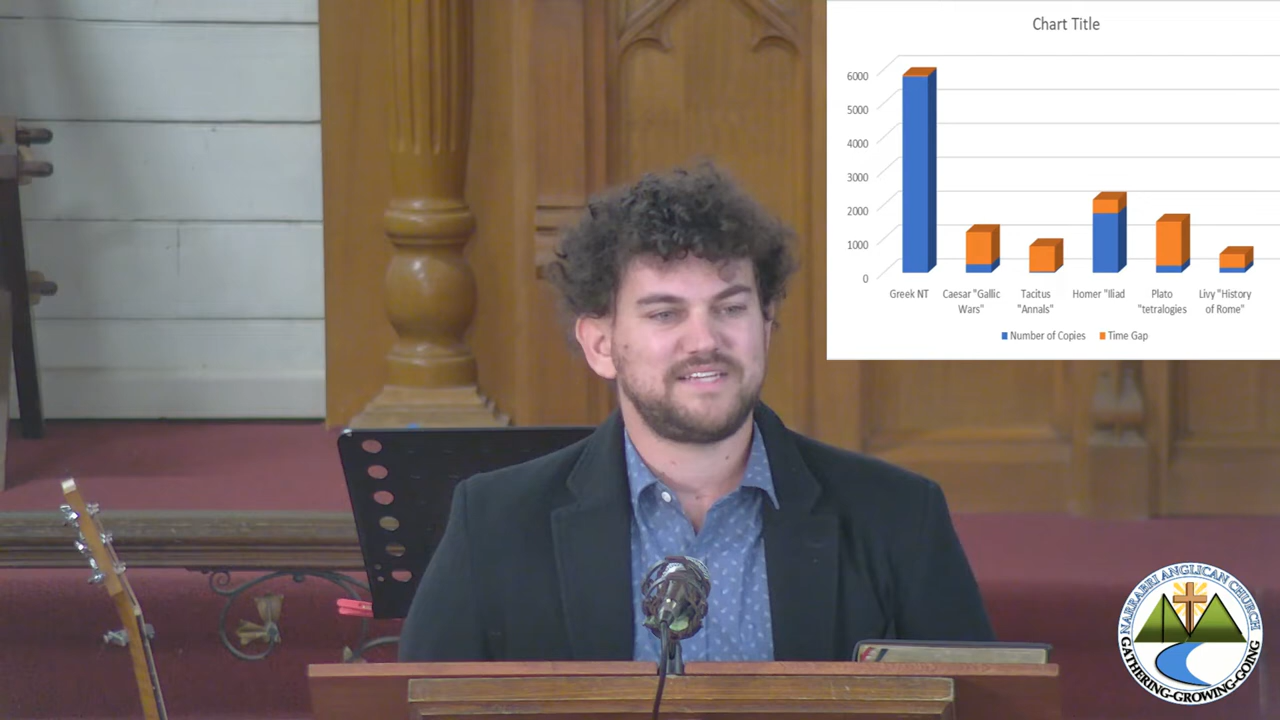 Chart Title
6000
5000
4000
3000
2000
1000
0
Greek NT
Caesar "Gallic
Wars"
Tacitus
"Annals"
Homer "Iliad
Plato
"tetralogies
Livy "History
of Rome"
Number of Copies
Time Gap
NARRABRI ANGLICAN CHURCH
GATHERING-GROWING-GOING